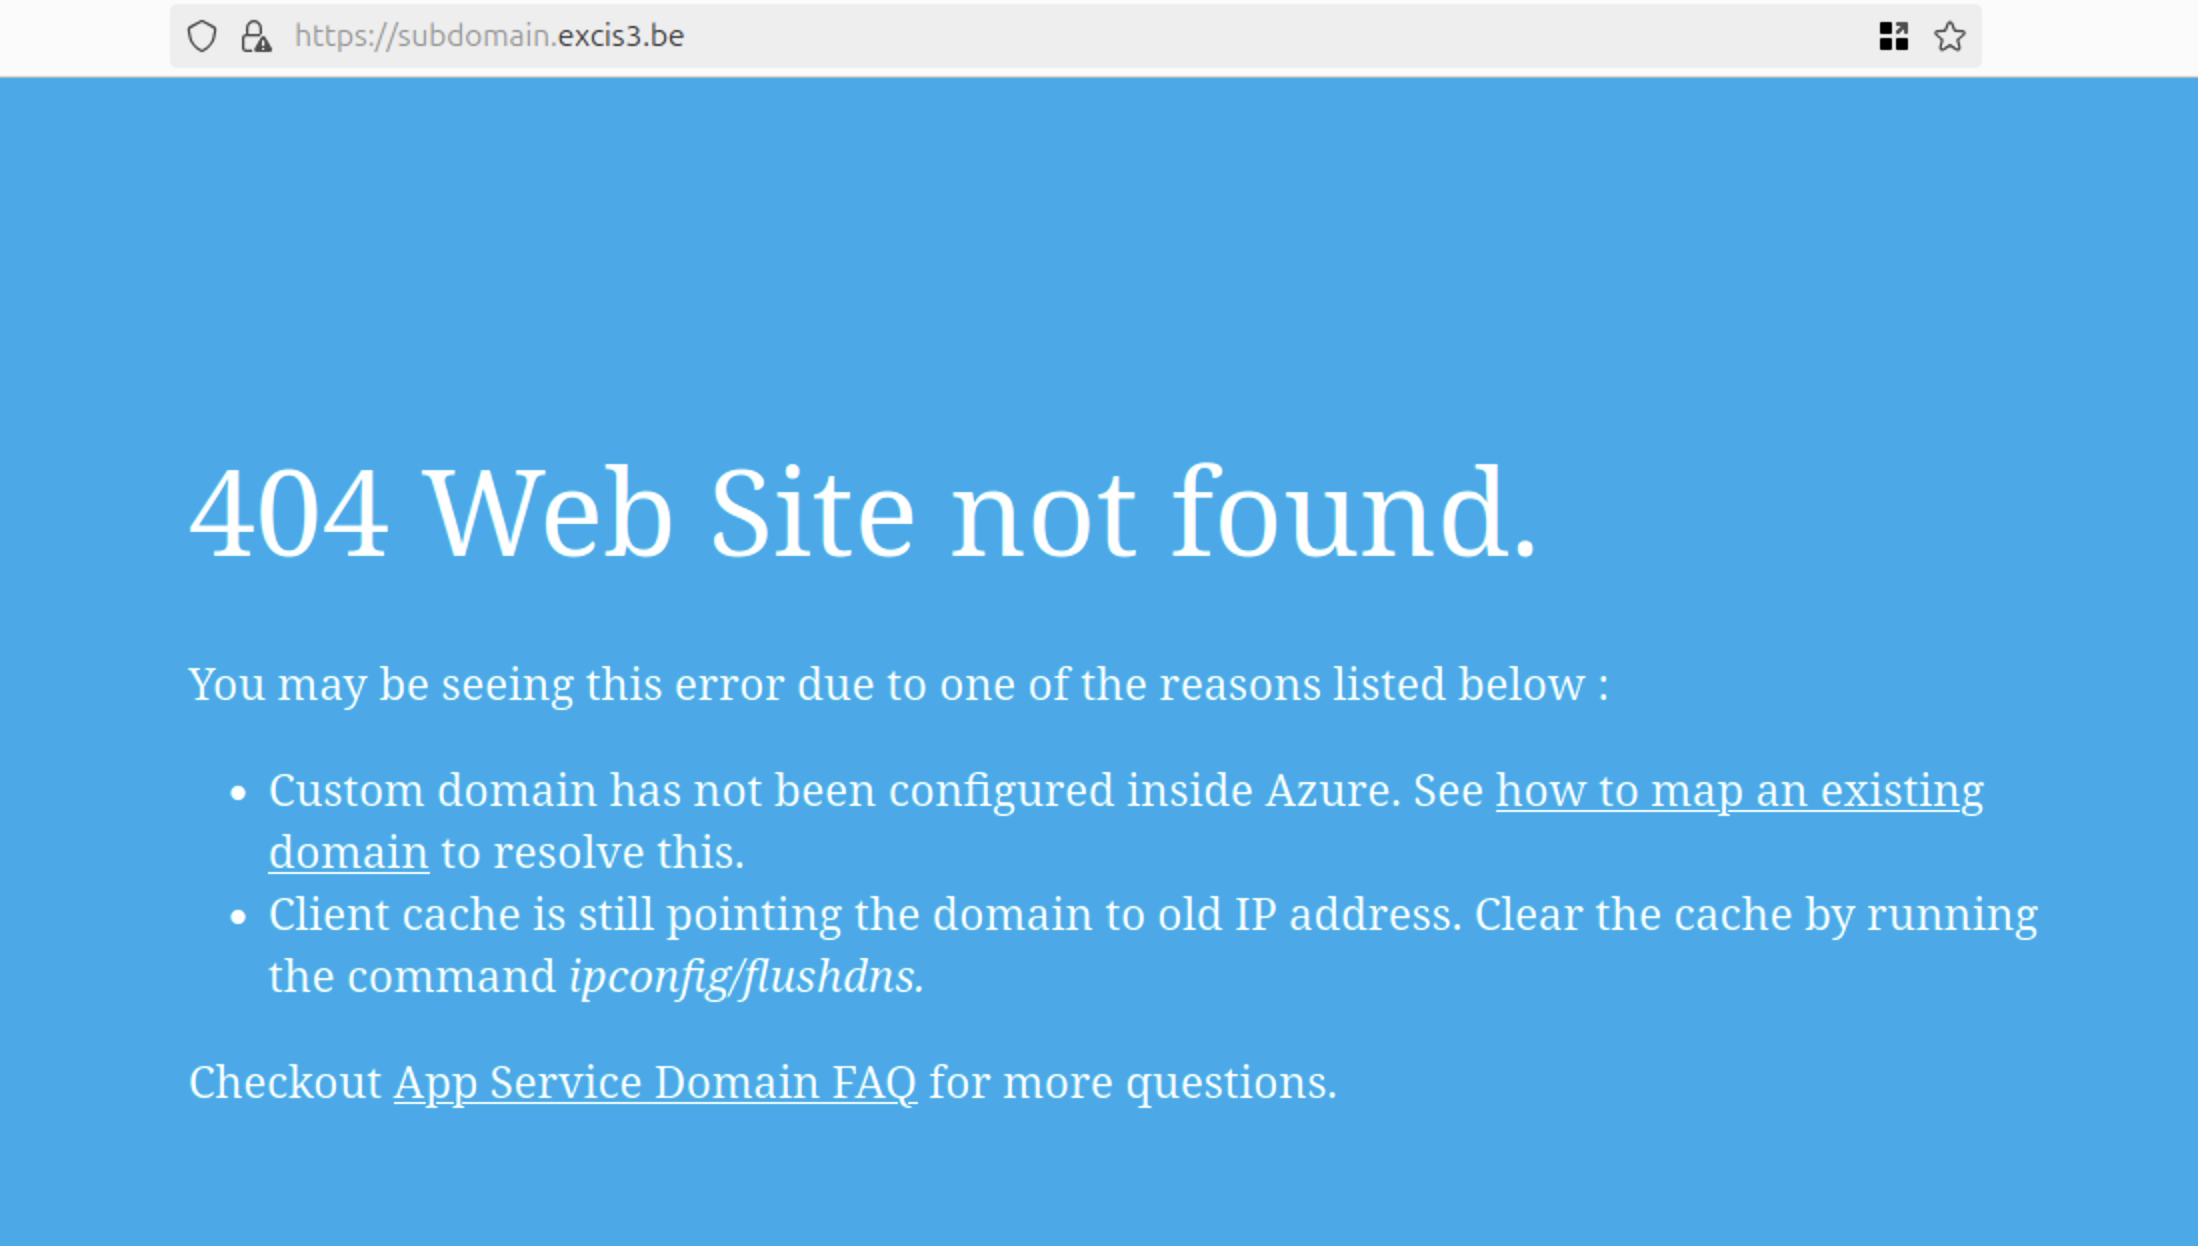 https://subdomain.excis3.be
404 Web Site not found.
You may be seeing this error due to one of the reasons listed below :
• Custom domain has not been configured inside Azure. See how to map an existing
domain to resolve this.
• Client cache is still pointing the domain to old IP address. Clear the cache by running
the command ipconfig/flushdns.
Checkout App Service Domain FAQ for more questions.